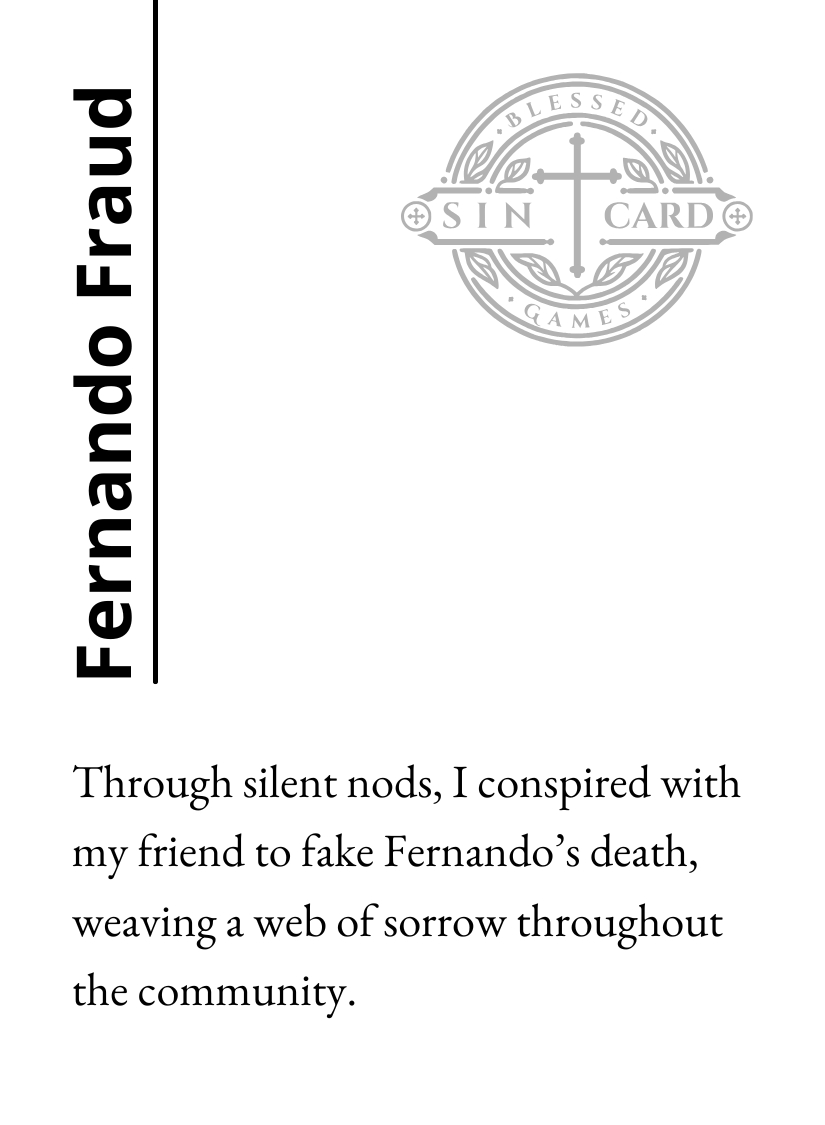 Fernando Fraud
BLESSED
SIN CARD
GAMES
Through silent nods, I conspired with
my friend to fake Fernando’s death,
weaving a web of sorrow throughout
the community.